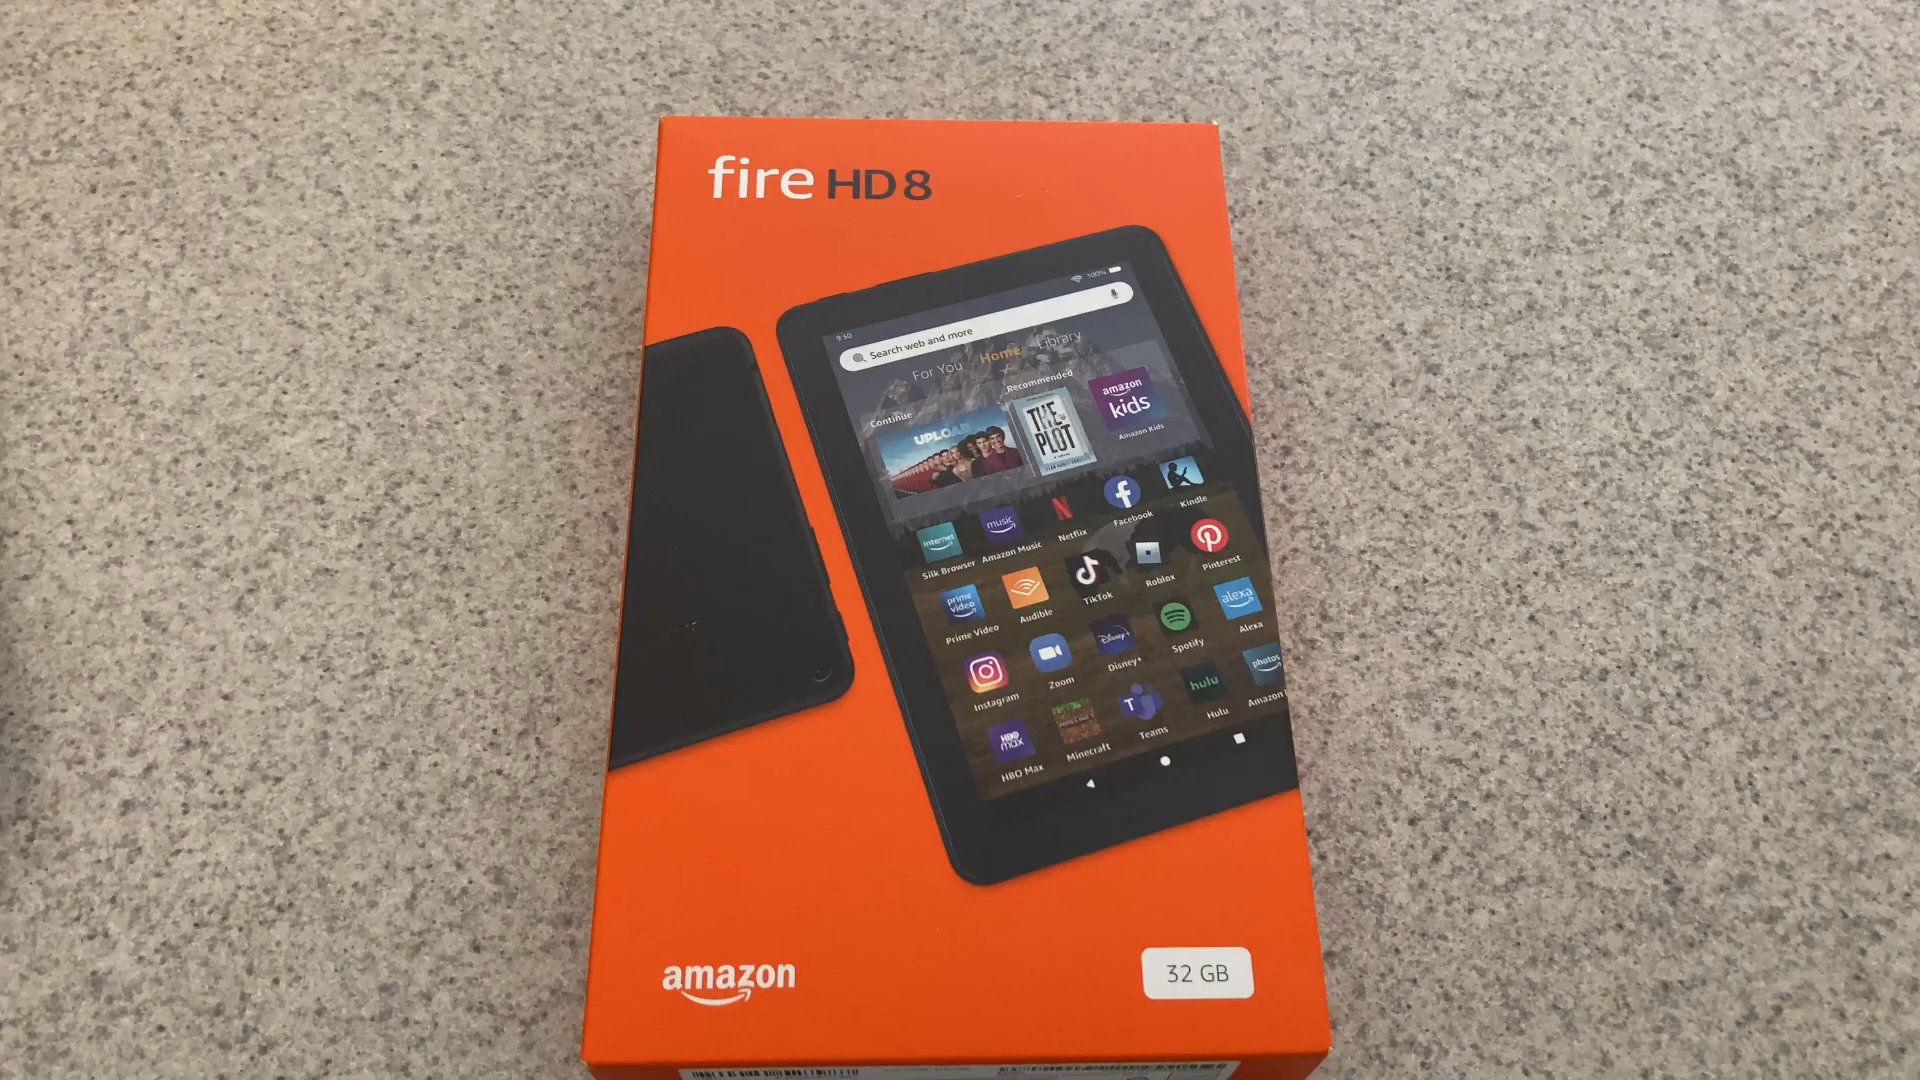 fire HD 8
9:30
100%
Search web and more
For You Home Library
Continue
Recommended
UPLOAD
THE
PLOT
amazon
kids
Amazon Kids
internet
Silk Browser
music
Amazon Music
Netflix
Facebook
Kindle
prime
video
Prime Video
Audible
TikTok
Roblox
Pinterest
Instagram
Zoom
Disney+
Disney+
Spotify
alexa
Alexa
HBO
max
HBO Max
Minecraft
T
Teams
hulu
Hulu
photos
Amazon
amazon
32 GB